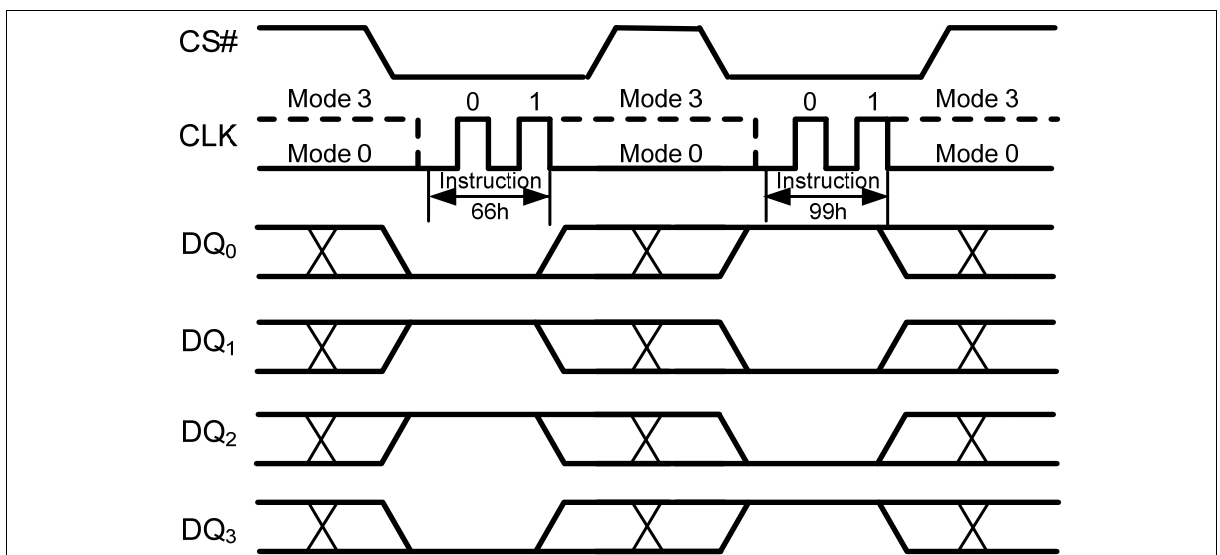 CS#
Mode 3 0 1 Mode 3 0 1 Mode 3
CLK
Mode 0 Mode 0 Mode 0
Instruction Instruction
66h 99h
DQ0
DQ1
DQ2
DQ3